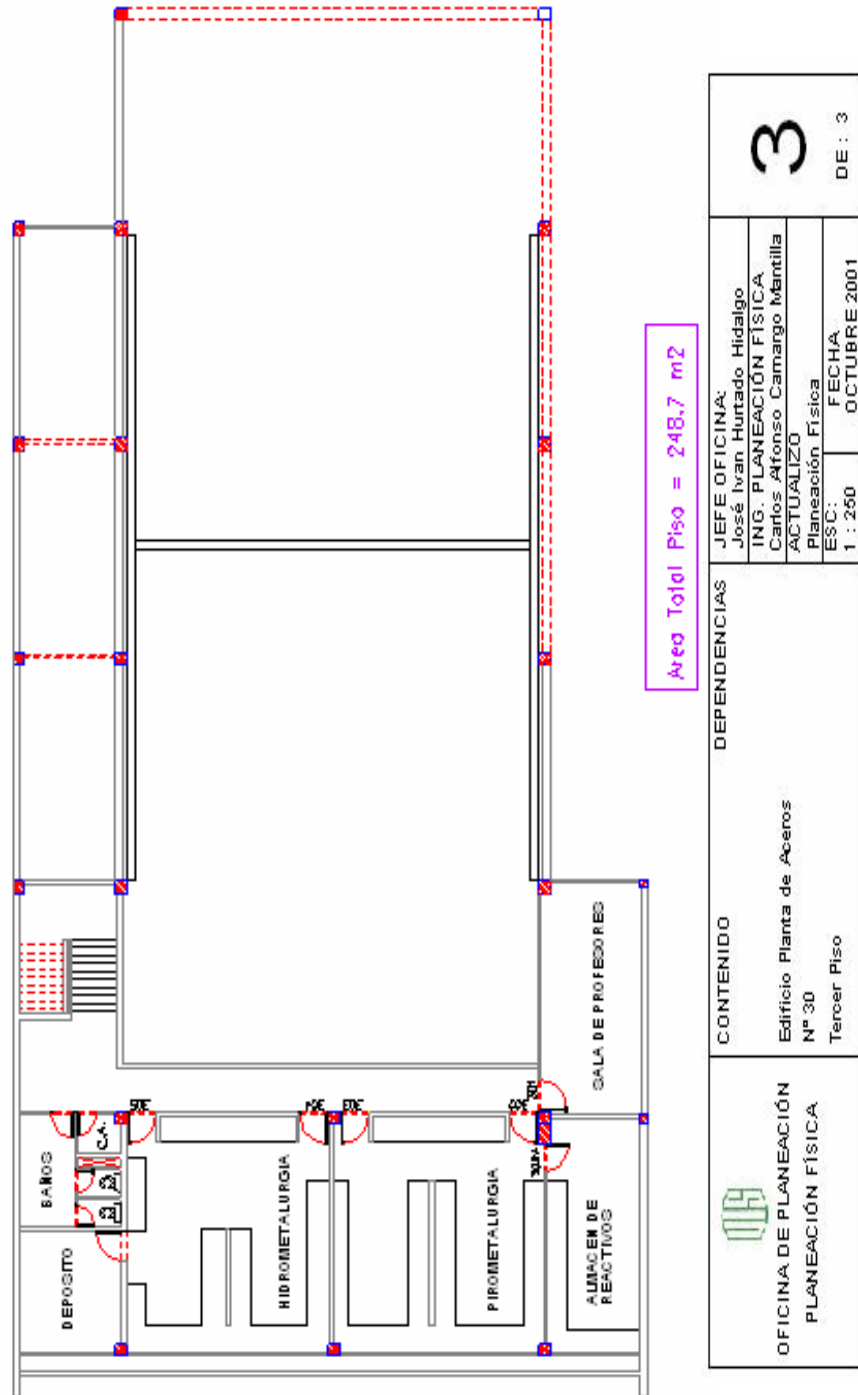 DEPOSITO
BAÑOS
C.A.
HIDROMETALURGIA
PIROMETALURGIA
ALMACEN DE
REACTIVOS
SALA DE PROFESORES
Area Total Piso = 248.7 m2
OFICINA DE PLANEACIÓN
PLANEACIÓN FÍSICA
CONTENIDO
Edificio Planta de Aceros
Nº 30
Tercer Piso
DEPENDENCIAS
JEFE OFICINA:
José Ivan Hurtado Hidalgo
ING. PLANEACIÓN FÍSICA
Carlos Alfonso Camargo Mantilla
ACTUALIZO
Planeación Física
ESC:
1 : 250
FECHA
OCTUBRE 2001
3
DE : 3